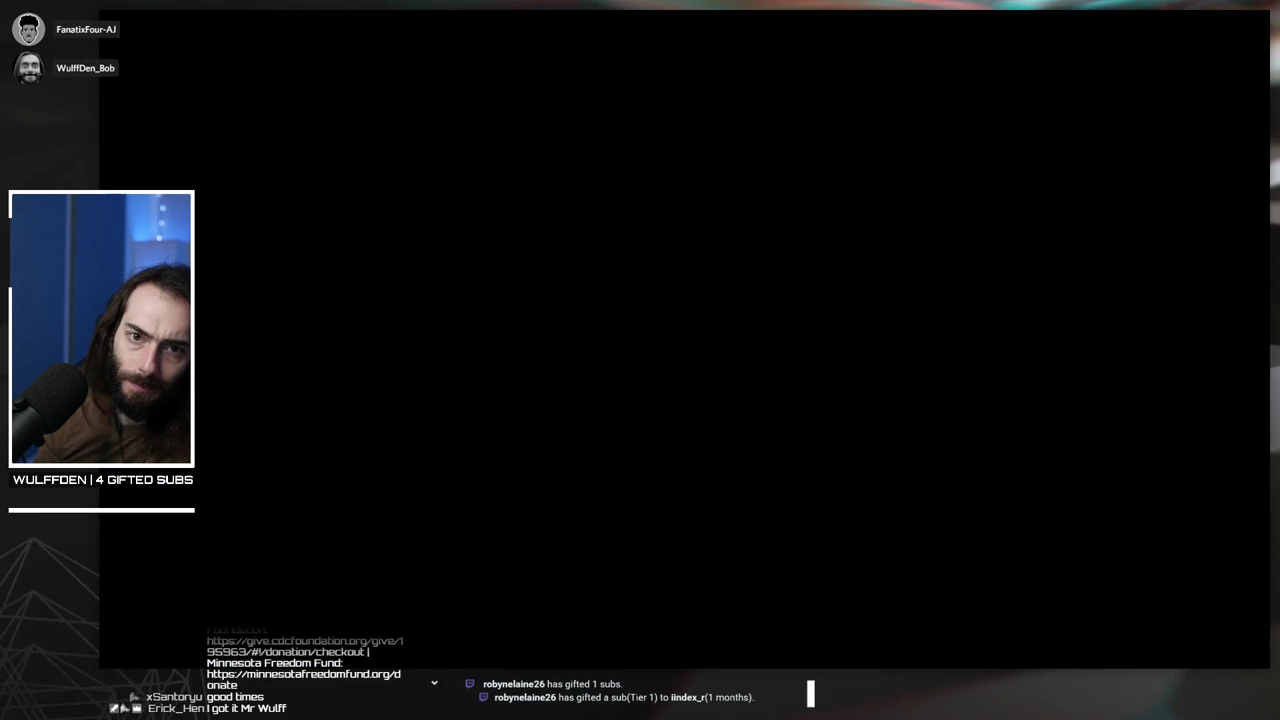 FanatixFour-AJ
WulffDen_Bob
WULFFDEN | 4 GIFTED SUBS
Foundation:
https://give.cdcfoundation.org/give/1
95963/#!/donation/checkout |
Minnesota Freedom Fund:
https://minnesotafreedomfund.org/d
onate
xSantoryu good times
Erick_Hen I got it Mr Wulff
robynelaine26 has gifted 1 subs.
robynelaine26 has gifted a sub(Tier 1) to iindex_r(1 months).